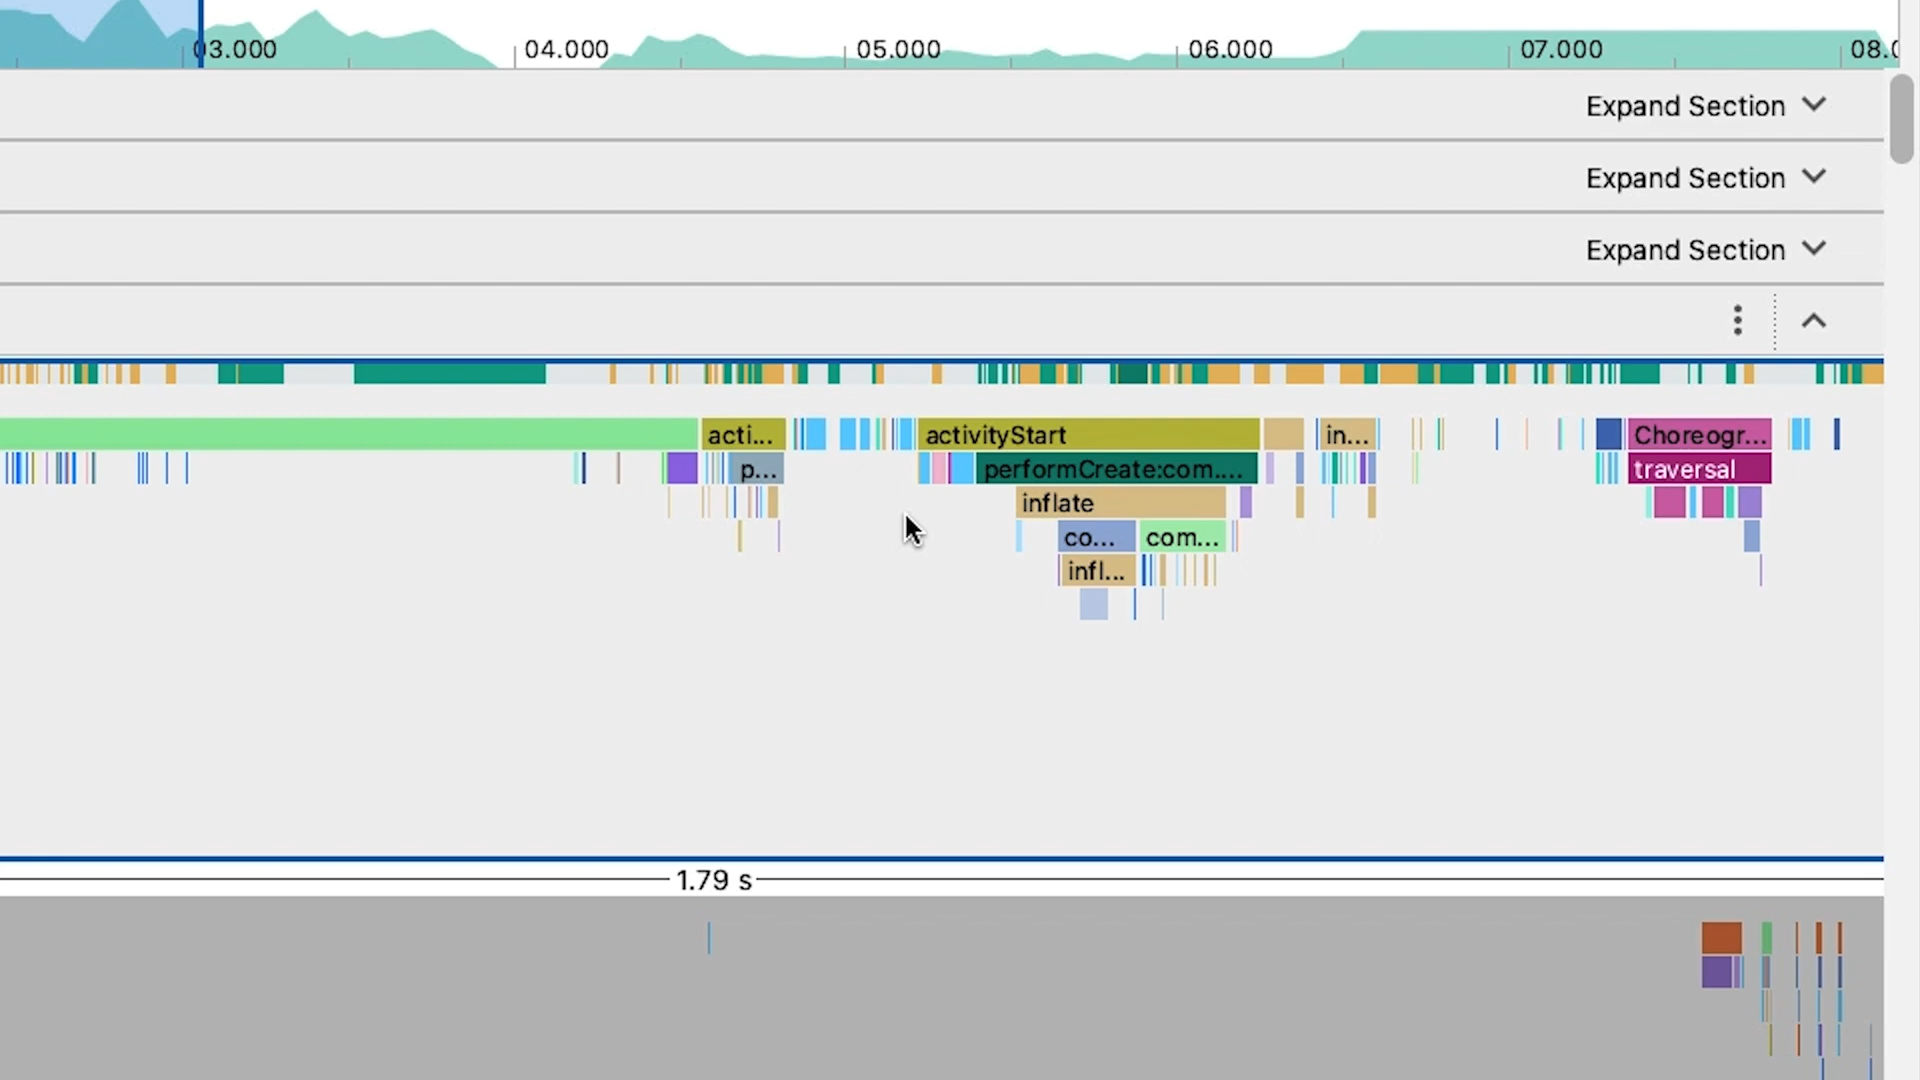 03.000 04.000 05.000 06.000 07.000
Expand Section
Expand Section
Expand Section
acti... activityStart in... Choreogr...
p... performCreate:com.... traversal
inflate
co... com...
infl...
1.79 s